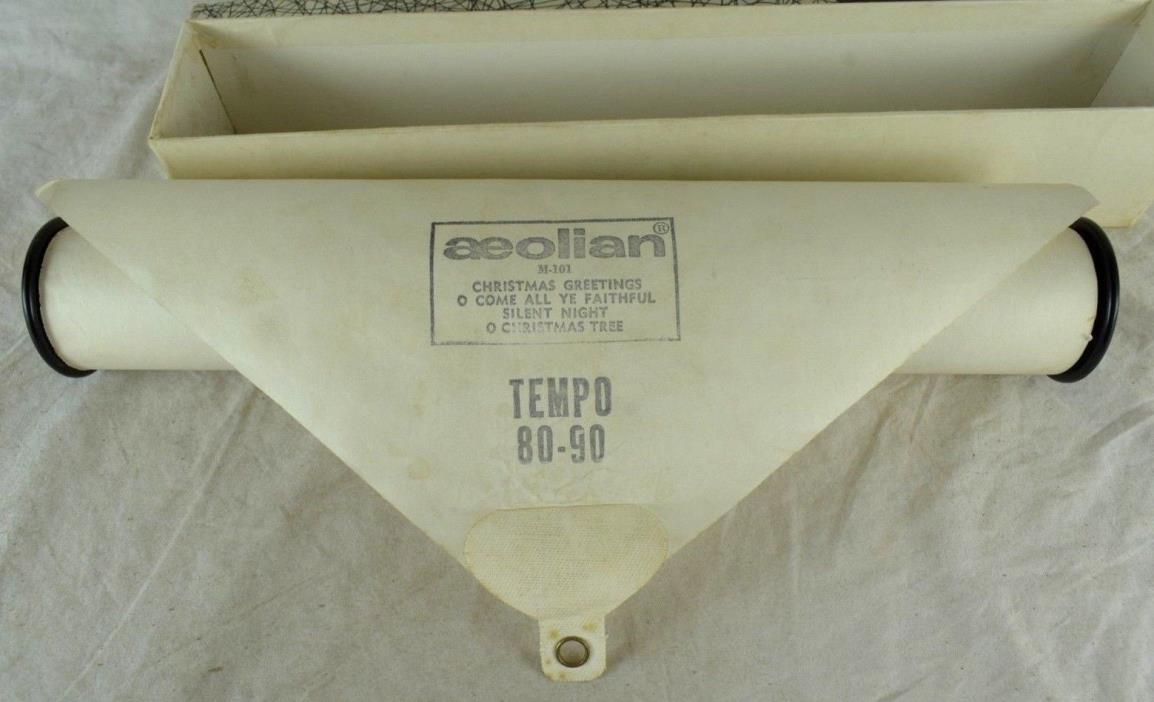 aeolian®
M-101
CHRISTMAS GREETINGS
O COME ALL YE FAITHFUL
SILENT NIGHT
O CHRISTMAS TREE
TEMPO
80-90